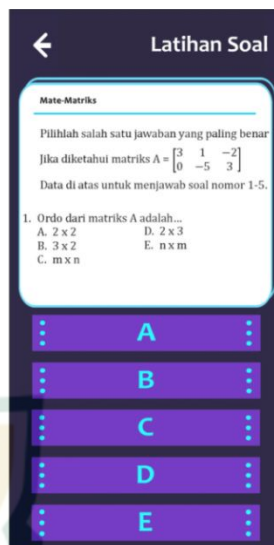 Latihan Soal
Mate-Matriks
Pilihlah salah satu jawaban yang paling benar
Jika diketahui matriks A = [3 1 −2
0 −5 3]
Data di atas untuk menjawab soal nomor 1-5.
1. Ordo dari matriks A adalah...
A. 2 x 2 D. 2 x 3
B. 3 x 2 E. n x m
C. m x n
A
B
C
D
E